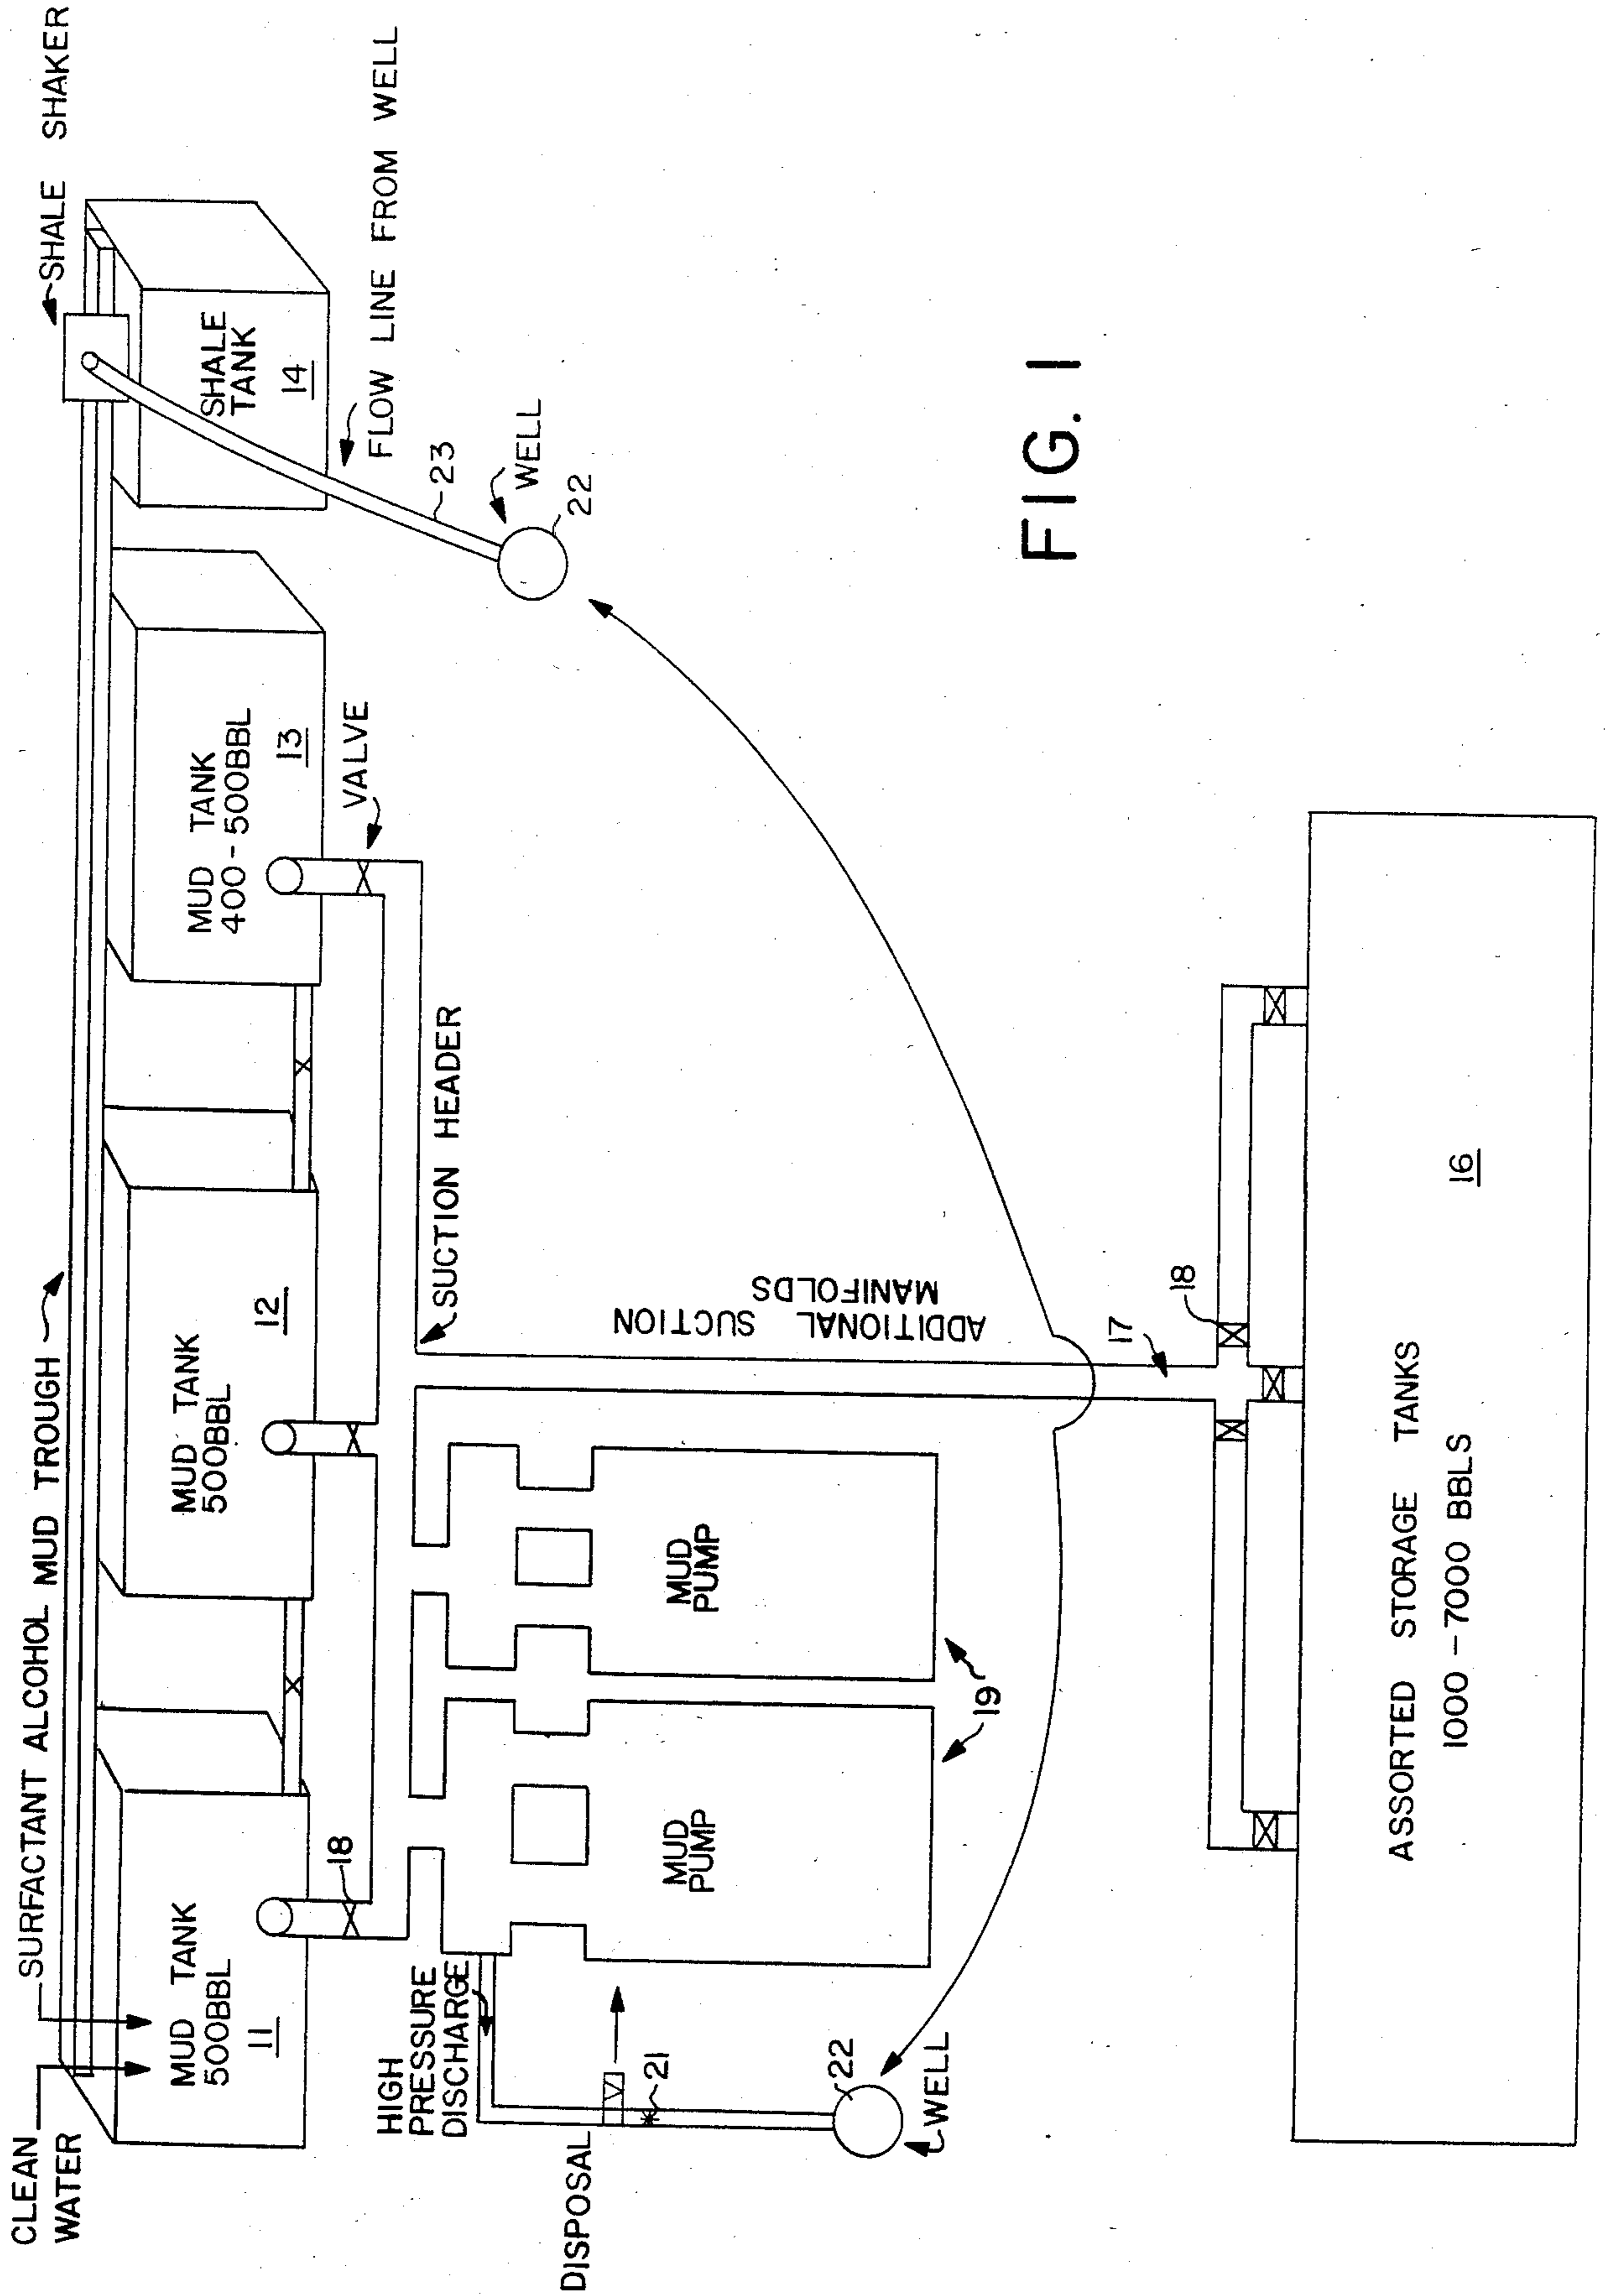 SURFACTANT ALCOHOL
MUD TROUGH
SHALE SHAKER
CLEAN
WATER
MUD TANK
500BBL
11
MUD TANK
500BBL
12
MUD TANK
400-500BBL
13
SHALE
TANK
14
18
VALVE
FLOW LINE FROM WELL
SUCTION HEADER
23
WELL
22
HIGH
PRESSURE
DISCHARGE
DISPOSAL
21
MUD
PUMP
MUD
PUMP
19
22
WELL
ADDITIONAL SUCTION
MANIFOLDS
17
18
ASSORTED STORAGE TANKS
1000-7000 BBLS
16
FIG. 1